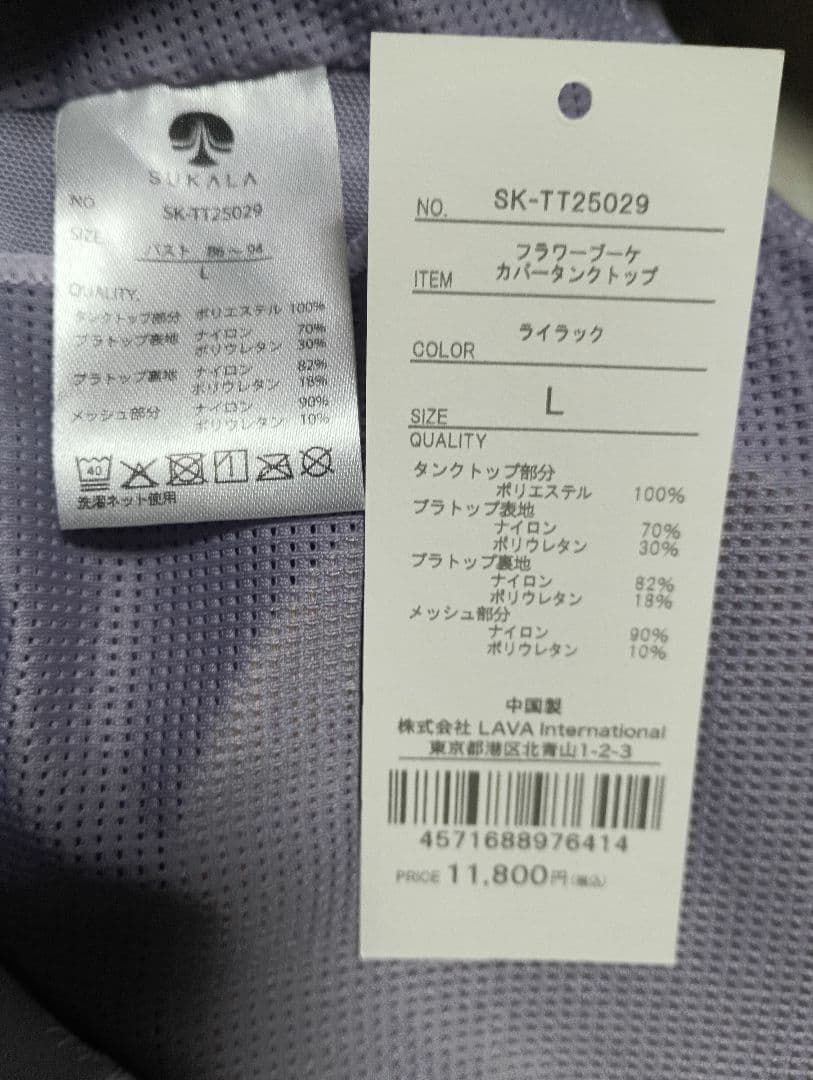 SUKALA
NO. SK-TT25029
SIZE
バスト 86～94
L
QUALITY.
タンクトップ部分 ポリエステル 100%
ブラトップ表地 ナイロン 70%
ポリウレタン 30%
ブラトップ裏地 ナイロン 82%
ポリウレタン 18%
メッシュ部分 ナイロン 90%
ポリウレタン 10%
40
洗濯ネット使用
NO. SK-TT25029
フラワーブーケ
ITEM カバータンクトップ
COLOR ライラック
SIZE L
QUALITY
タンクトップ部分
ポリエステル 100%
ブラトップ表地
ナイロン 70%
ポリウレタン 30%
ブラトップ裏地
ナイロン 82%
ポリウレタン 18%
メッシュ部分
ナイロン 90%
ポリウレタン 10%
中国製
株式会社 LAVA International
東京都港区北青山1-2-3
4571688976414
PRICE 11,800円(税込)